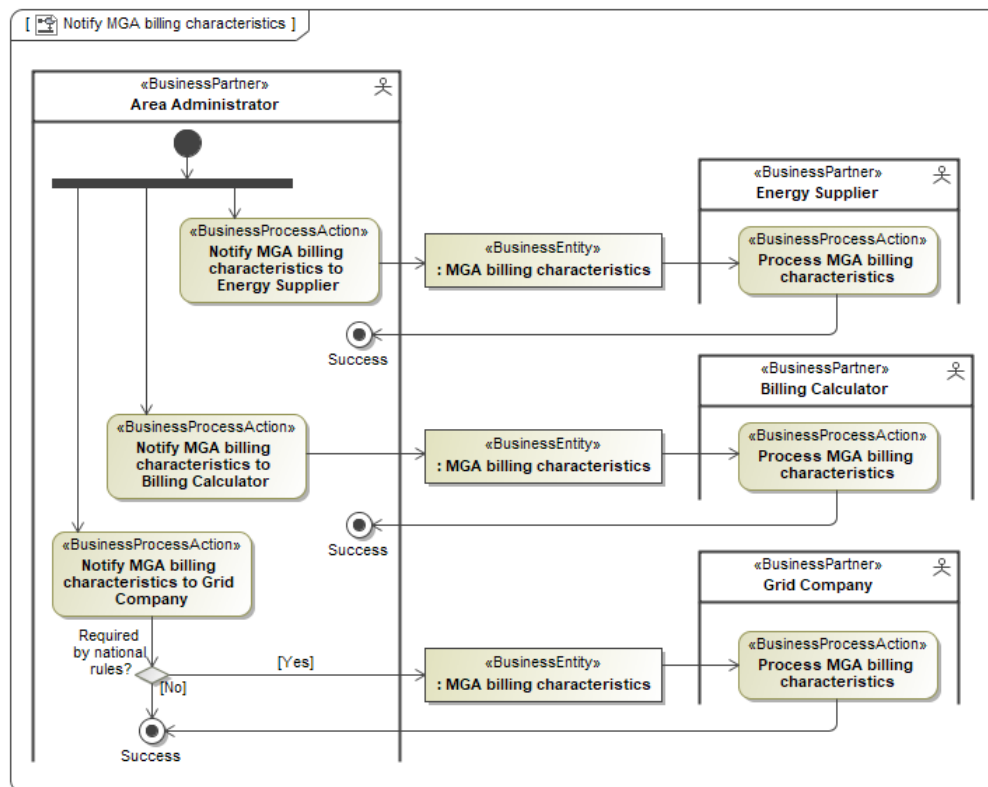 [ Notify MGA billing characteristics ]
«BusinessPartner»
Area Administrator
«BusinessProcessAction»
Notify MGA billing
characteristics to
Energy Supplier
«BusinessEntity»
: MGA billing characteristics
«BusinessPartner»
Energy Supplier
«BusinessProcessAction»
Process MGA billing
characteristics
Success
«BusinessProcessAction»
Notify MGA billing
characteristics to
Billing Calculator
«BusinessEntity»
: MGA billing characteristics
«BusinessPartner»
Billing Calculator
«BusinessProcessAction»
Process MGA billing
characteristics
Success
«BusinessProcessAction»
Notify MGA billing
characteristics to Grid
Company
Required
by national
rules?
[Yes]
[No]
«BusinessEntity»
: MGA billing characteristics
«BusinessPartner»
Grid Company
«BusinessProcessAction»
Process MGA billing
characteristics
Success